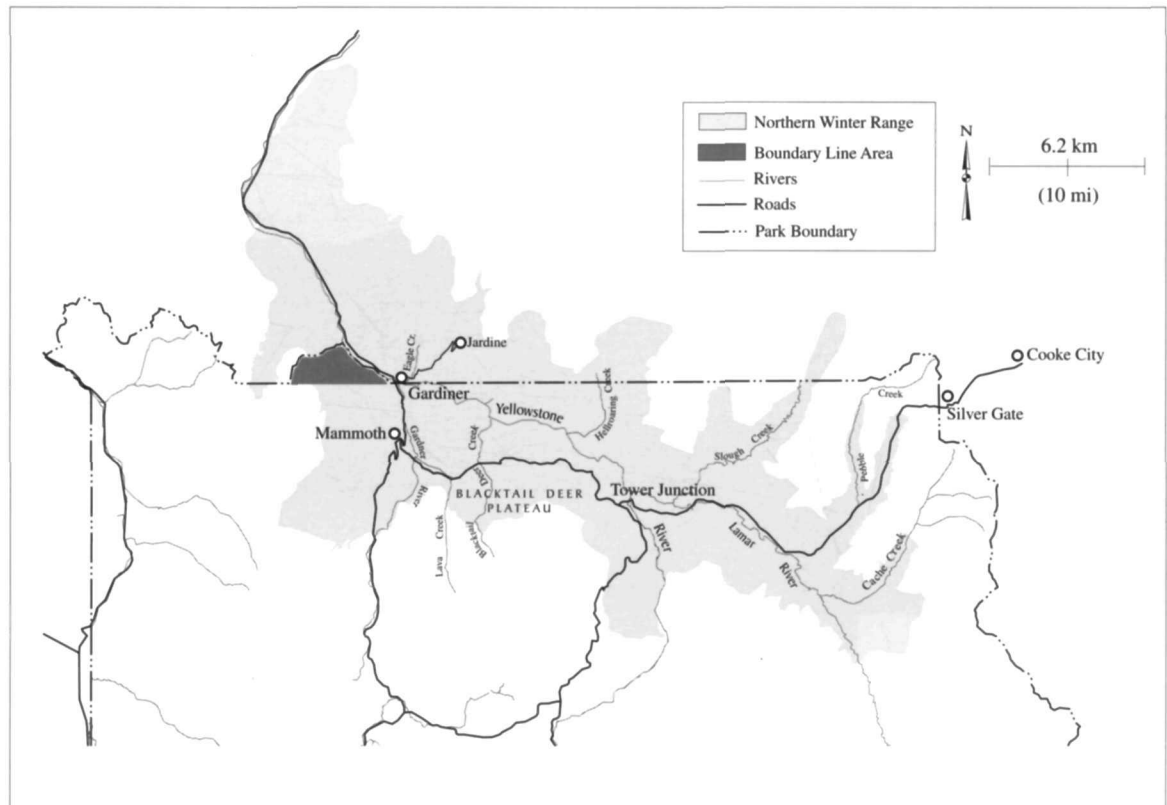 Northern Winter Range
Boundary Line Area
Rivers
Roads
Park Boundary
N
6.2 km
(10 mi)
Eagle Cr.
Jardine
Cooke City
Gardiner
Creek
Silver Gate
Yellowstone
Hellroaring Creek
Mammoth
Gardner
River
Creek
Deer
Blacktail
Slough Creek
Pebble
Tower Junction
BLACKTAIL DEER
PLATEAU
Lava Creek
River
Lamar
River
Cache Creek